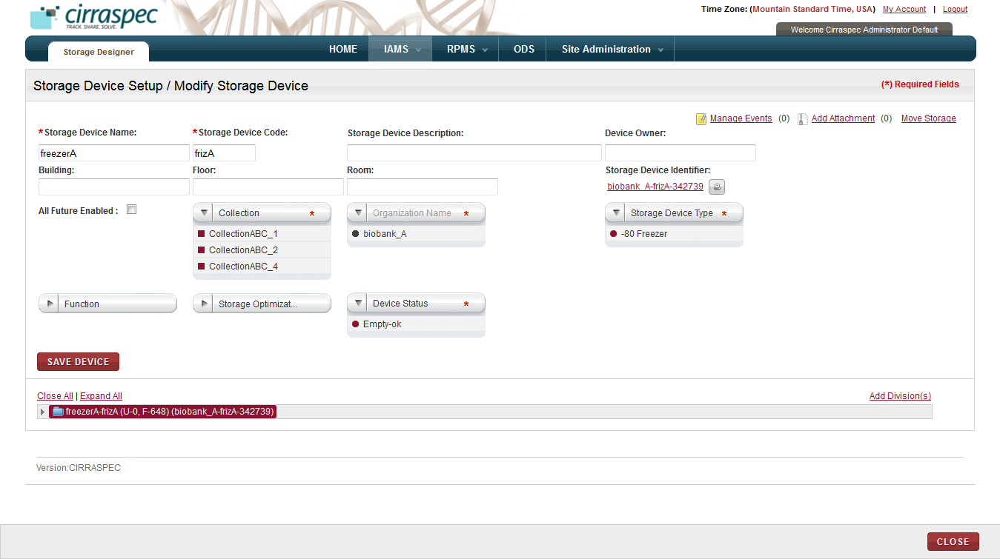 cirraspec
TRACK. SHARE. SOLVE.
Time Zone: (Mountain Standard Time, USA) My Account | Logout
Welcome Cirraspec Administrator Default
Storage Designer
HOME IAMS RPMS ODS Site Administration
Storage Device Setup / Modify Storage Device
(*) Required Fields
Manage Events (0) Add Attachment (0) Move Storage
*Storage Device Name: *Storage Device Code: Storage Device Description: Device Owner:
freezerA frizA
Building: Floor: Room: Storage Device Identifier:
biobank_A-frizA-342739
All Future Enabled :
Collection * Organization Name * Storage Device Type *
CollectionABC_1 biobank_A -80 Freezer
CollectionABC_2
CollectionABC_4
Function Storage Optimizat... Device Status *
Empty-ok
SAVE DEVICE
Close All | Expand All Add Division(s)
freezerA-frizA (U-0, F-648) (biobank_A-frizA-342739)
Version:CIRRASPEC
CLOSE